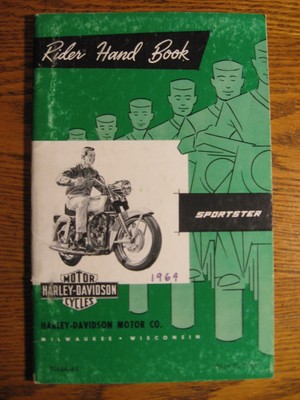 Rider Hand Book
SPORTSTER
1964
MOTOR
HARLEY-DAVIDSON
CYCLES
HARLEY-DAVIDSON MOTOR CO.
MILWAUKEE • WISCONSIN